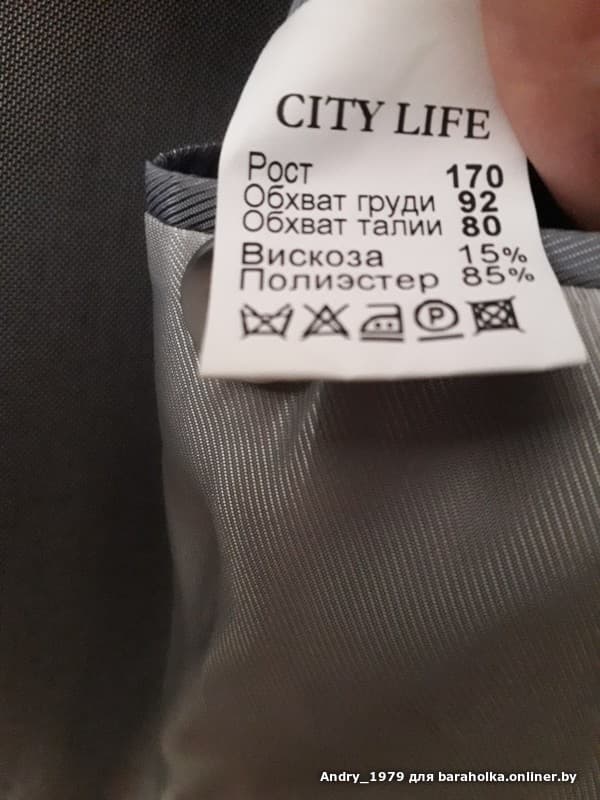 CITY LIFE
Рост 170
Обхват груди 92
Обхват талии 80
Вискоза 15%
Полиэстер 85%
P
Andry_1979 для baraholka.onliner.by